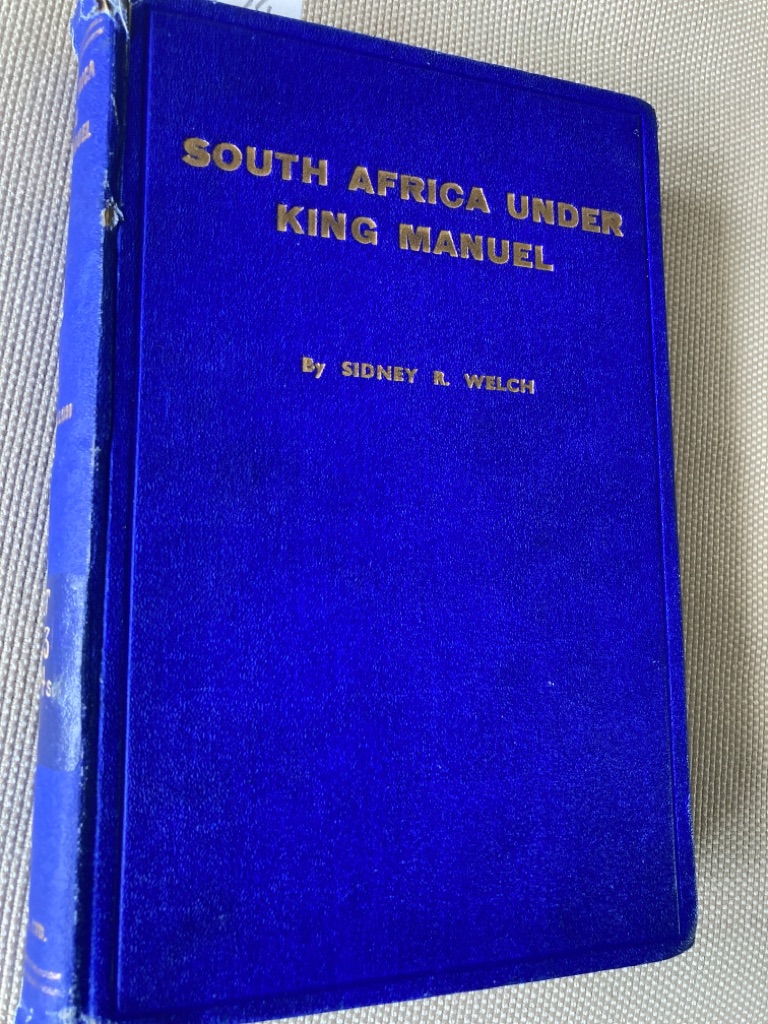 SOUTH AFRICA UNDER
KING MANUEL
By SIDNEY R. WELCH